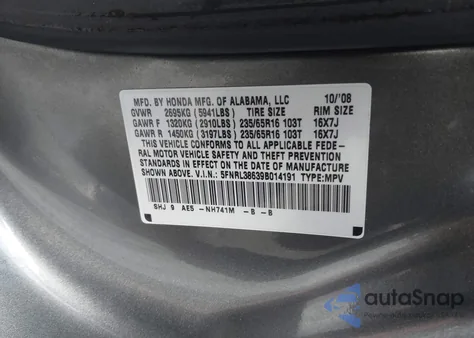 MFD. BY HONDA MFG. OF ALABAMA, LLC 10/'08
GVWR 2695KG (5941LBS) TIRE SIZE RIM SIZE
GAWR F 1320KG (2910LBS) 235/65R16 103T 16X7J
GAWR R 1450KG (3197LBS) 235/65R16 103T 16X7J
THIS VEHICLE CONFORMS TO ALL APPLICABLE FEDE-
RAL MOTOR VEHICLE SAFETY AND THEFT PREVENTION
STANDARDS IN EFFECT ON THE DATE OF MANUFACTURE
SHOWN ABOVE. V.I.N.: 5FNRL38639B014191 TYPE:MPV
SHJ 9 AE5 -NH741M -B -B
autoSnap